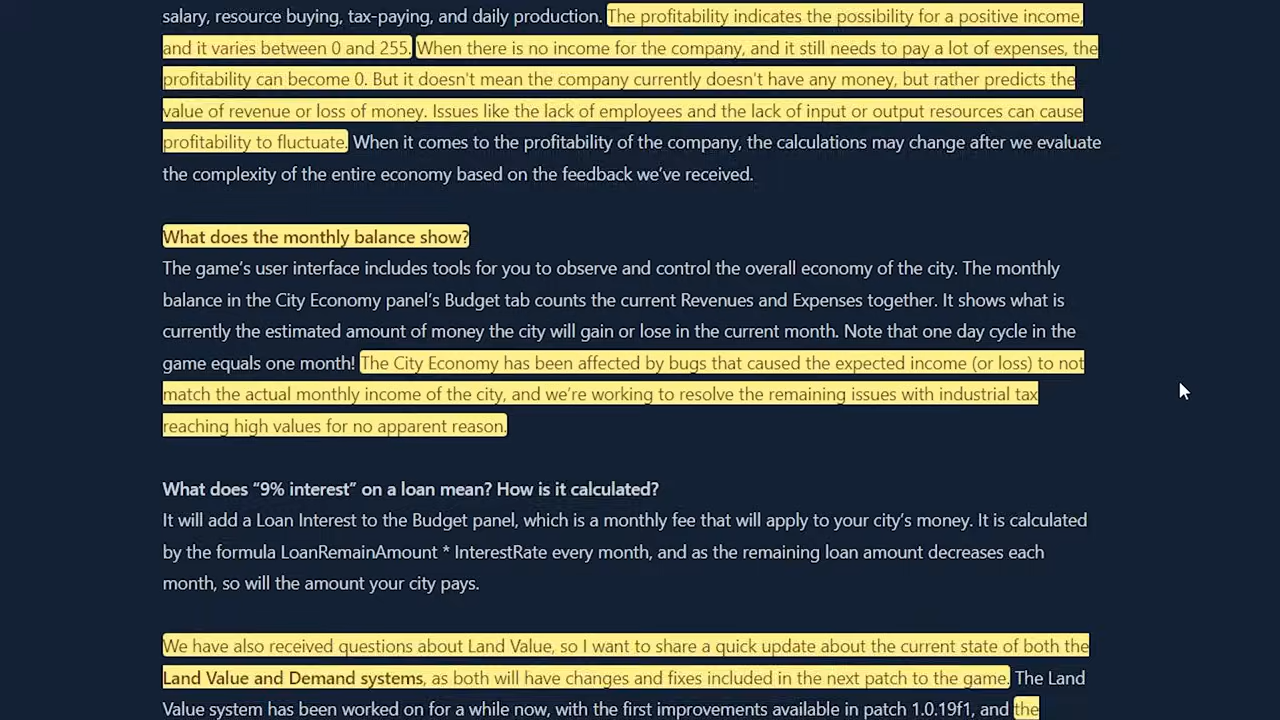 salary, resource buying, tax-paying, and daily production. The profitability indicates the possibility for a positive income,
and it varies between 0 and 255. When there is no income for the company, and it still needs to pay a lot of expenses, the
profitability can become 0. But it doesn't mean the company currently doesn't have any money, but rather predicts the
value of revenue or loss of money. Issues like the lack of employees and the lack of input or output resources can cause
profitability to fluctuate. When it comes to the profitability of the company, the calculations may change after we evaluate
the complexity of the entire economy based on the feedback we’ve received.
What does the monthly balance show?
The game’s user interface includes tools for you to observe and control the overall economy of the city. The monthly
balance in the City Economy panel’s Budget tab counts the current Revenues and Expenses together. It shows what is
currently the estimated amount of money the city will gain or lose in the current month. Note that one day cycle in the
game equals one month! The City Economy has been affected by bugs that caused the expected income (or loss) to not
match the actual monthly income of the city, and we’re working to resolve the remaining issues with industrial tax
reaching high values for no apparent reason.
What does “9% interest” on a loan mean? How is it calculated?
It will add a Loan Interest to the Budget panel, which is a monthly fee that will apply to your city’s money. It is calculated
by the formula LoanRemainAmount * InterestRate every month, and as the remaining loan amount decreases each
month, so will the amount your city pays.
We have also received questions about Land Value, so I want to share a quick update about the current state of both the
Land Value and Demand systems, as both will have changes and fixes included in the next patch to the game. The Land
Value system has been worked on for a while now, with the first improvements available in patch 1.0.19f1, and the